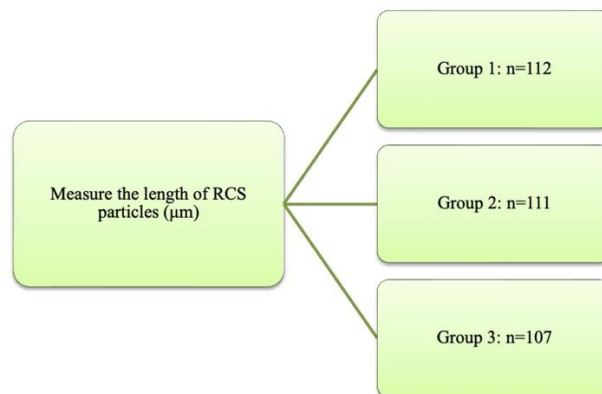 Measure the length of RCS
particles (μm)
Group 1: n=112
Group 2: n=111
Group 3: n=107